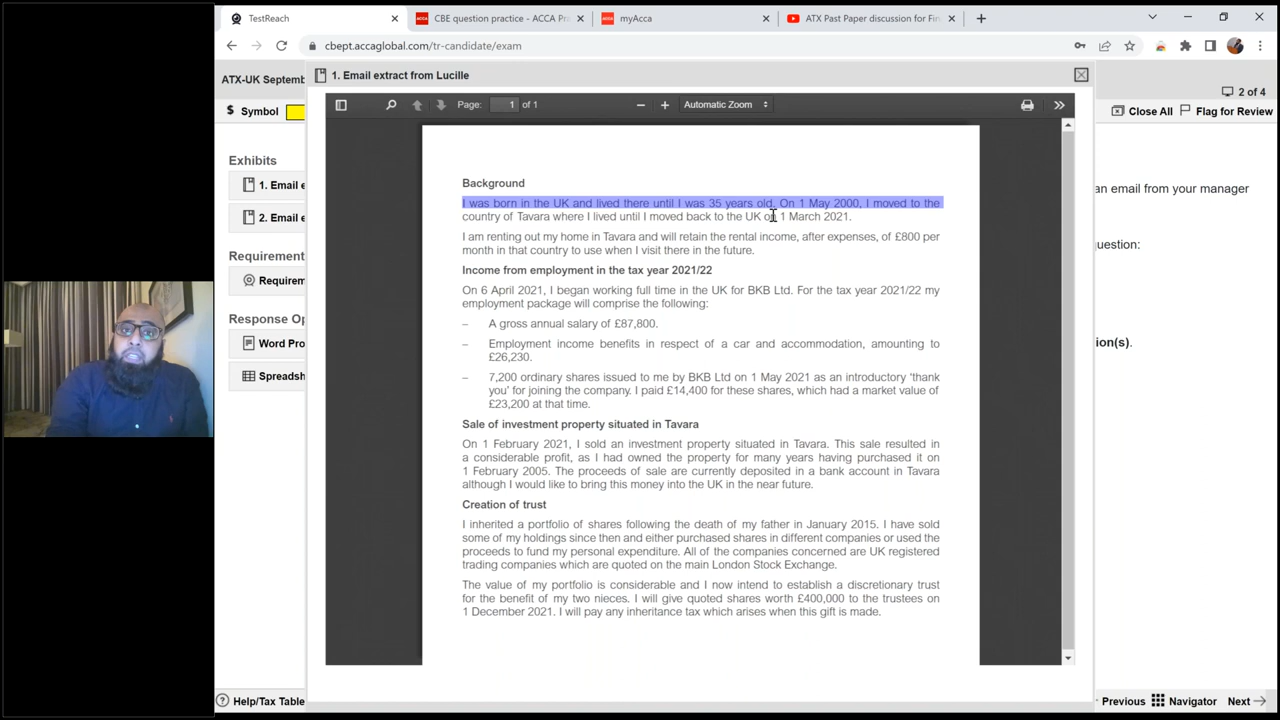 TestReach
CBE question practice - ACCA Pr
myAcca
ATX Past Paper discussion for Fin
cbept.accaglobal.com/tr-candidate/exam
ATX-UK Septemb
1. Email extract from Lucille
2 of 4
$ Symbol
Page: 1 of 1
Automatic Zoom
Close All
Flag for Review
Exhibits
1. Email e
2. Email e
Requirem
Requirem
Response Op
Word Pro
Spreadsh
an email from your manager
question:
ion(s).
Background
I was born in the UK and lived there until I was 35 years old. On 1 May 2000, I moved to the
country of Tavara where I lived until I moved back to the UK on 1 March 2021.
I am renting out my home in Tavara and will retain the rental income, after expenses, of £800 per
month in that country to use when I visit there in the future.
Income from employment in the tax year 2021/22
On 6 April 2021, I began working full time in the UK for BKB Ltd. For the tax year 2021/22 my
employment package will comprise the following:
– A gross annual salary of £87,800.
– Employment income benefits in respect of a car and accommodation, amounting to
£26,230.
– 7,200 ordinary shares issued to me by BKB Ltd on 1 May 2021 as an introductory ‘thank
you’ for joining the company. I paid £14,400 for these shares, which had a market value of
£23,200 at that time.
Sale of investment property situated in Tavara
On 1 February 2021, I sold an investment property situated in Tavara. This sale resulted in
a considerable profit, as I had owned the property for many years having purchased it on
1 February 2005. The proceeds of sale are currently deposited in a bank account in Tavara
although I would like to bring this money into the UK in the near future.
Creation of trust
I inherited a portfolio of shares following the death of my father in January 2015. I have sold
some of my holdings since then and either purchased shares in different companies or used the
proceeds to fund my personal expenditure. All of the companies concerned are UK registered
trading companies which are quoted on the main London Stock Exchange.
The value of my portfolio is considerable and I now intend to establish a discretionary trust
for the benefit of my two nieces. I will give quoted shares worth £400,000 to the trustees on
1 December 2021. I will pay any inheritance tax which arises when this gift is made.
Help/Tax Table
Previous
Navigator
Next